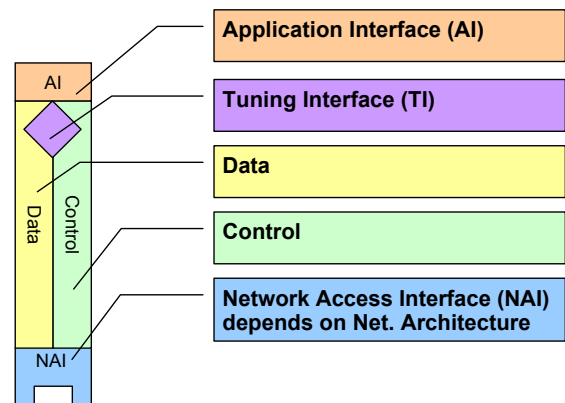 Application Interface (AI)
AI
Tuning Interface (TI)
Data
Data
Control
Control
Network Access Interface (NAI)
depends on Net. Architecture
NAI